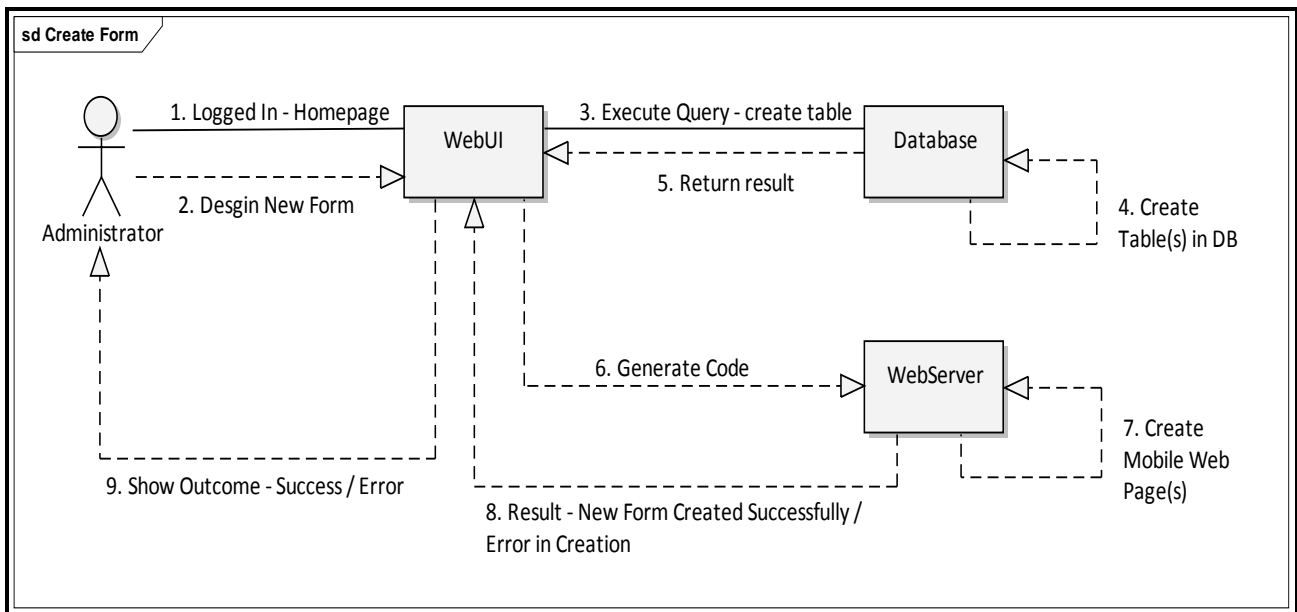 sd Create Form
1. Logged In - Homepage
3. Execute Query - create table
WebUI
Database
5. Return result
2. Desgin New Form
4. Create
Table(s) in DB
Administrator
6. Generate Code
WebServer
7. Create
Mobile Web
Page(s)
9. Show Outcome - Success / Error
8. Result - New Form Created Successfully /
Error in Creation